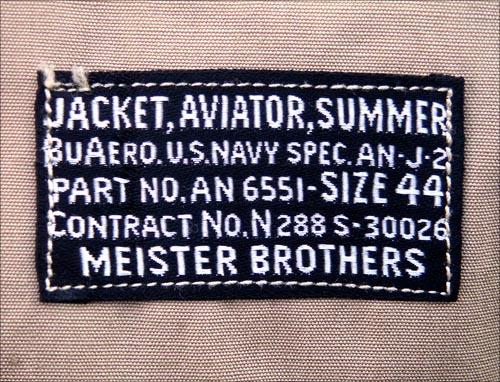 JACKET, AVIATOR, SUMMER
BUAERO. U.S. NAVY SPEC. AN-J-2
PART NO. AN 6551-SIZE 44
CONTRACT NO. N288 S-30026
MEISTER BROTHERS